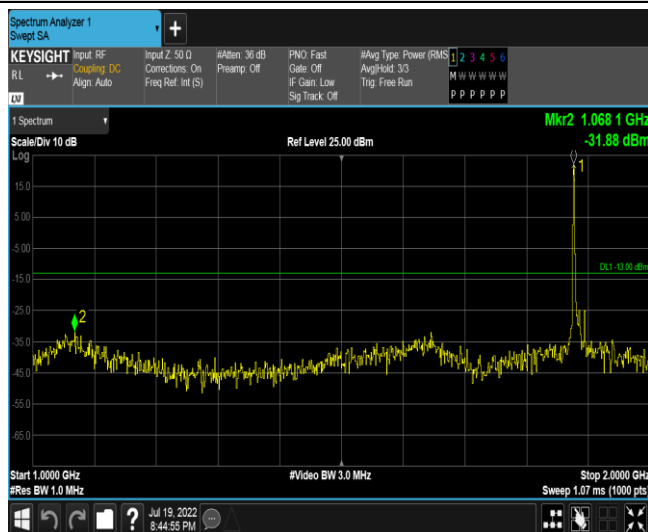 Spectrum Analyzer 1
Swept SA
+
KEYSIGHT
RL
LXI
Input: RF
Coupling: DC
Align: Auto
Input Z: 50 Ω
Corrections: On
Freq Ref: Int (S)
#Atten: 36 dB
Preamp: Off
PNO: Fast
Gate: Off
IF Gain: Low
Sig Track: Off
#Avg Type: Power (RMS
Avg|Hold: 3/3
Trig: Free Run
1 2 3 4 5 6
M W W W W W
P P P P P P
1 Spectrum
Mkr2 1.068 1 GHz
Scale/Div 10 dB
Ref Level 25.00 dBm
-31.88 dBm
Log
1
15.0
5.00
-5.00
DL1 -13.00 dBm
-15.0
-25.0
2
-35.0
-45.0
-55.0
-65.0
Start 1.0000 GHz
#Video BW 3.0 MHz
Stop 2.0000 GHz
#Res BW 1.0 MHz
Sweep 1.07 ms (1000 pts)
?
Jul 19, 2022
8:44:55 PM